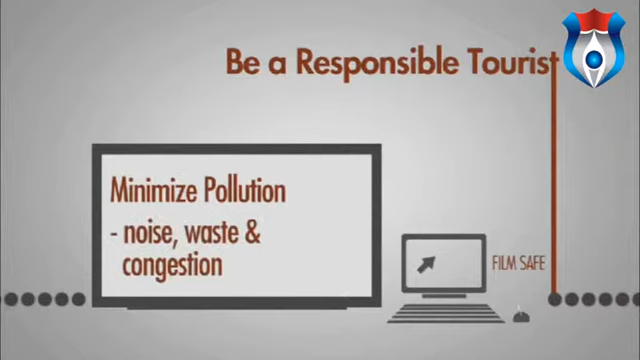 Be a Responsible Tourist
Minimize Pollution
- noise, waste &
congestion
FILM SAFE